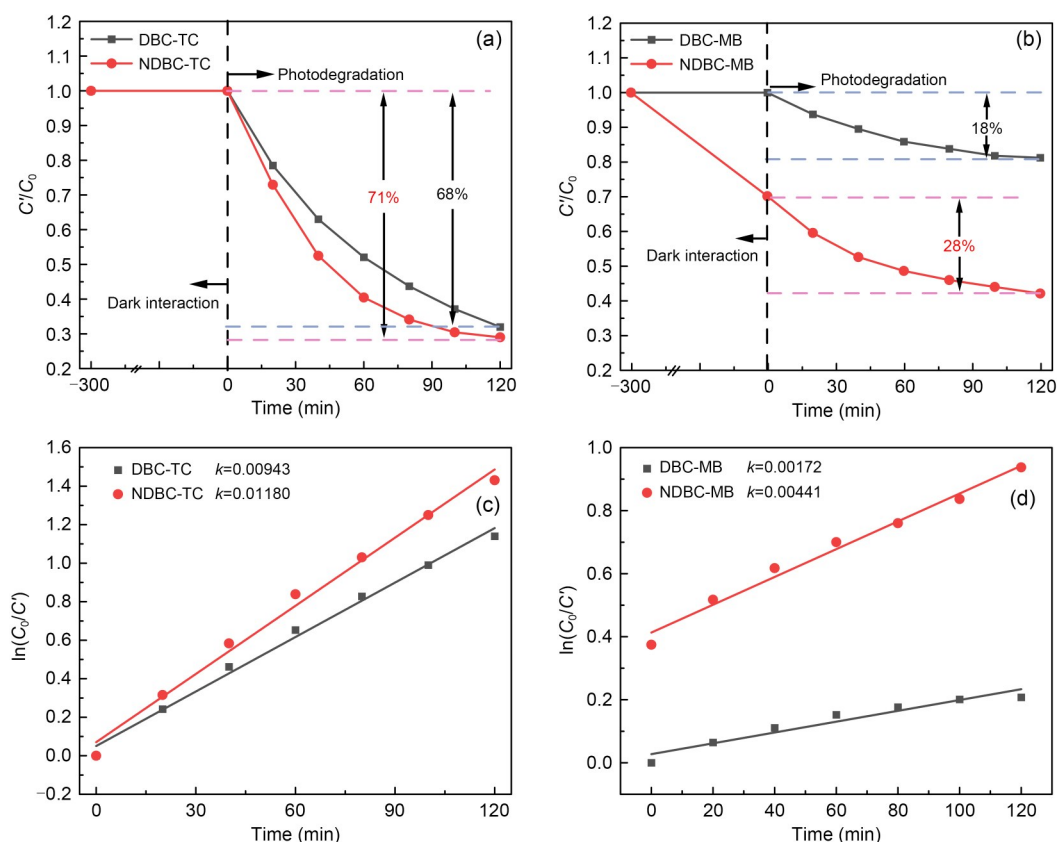 DBC-TC
NDBC-TC
(a)
Photodegradation
71%
68%
Dark interaction
C'/C0
1.2
1.1
1.0
0.9
0.8
0.7
0.6
0.5
0.4
0.3
0.2
−300 0 30 60 90 120
Time (min)
DBC-MB
NDBC-MB
(b)
Photodegradation
18%
Dark interaction
28%
C'/C0
1.2
1.1
1.0
0.9
0.8
0.7
0.6
0.5
0.4
0.3
0.2
−300 0 30 60 90 120
Time (min)
DBC-TC k=0.00943
NDBC-TC k=0.01180
(c)
ln(C0/C')
1.6
1.4
1.2
1.0
0.8
0.6
0.4
0.2
0.0
−0.2
0 30 60 90 120
Time (min)
DBC-MB k=0.00172
NDBC-MB k=0.00441
(d)
ln(C0/C')
1.0
0.8
0.6
0.4
0.2
0.0
0 20 40 60 80 100 120
Time (min)